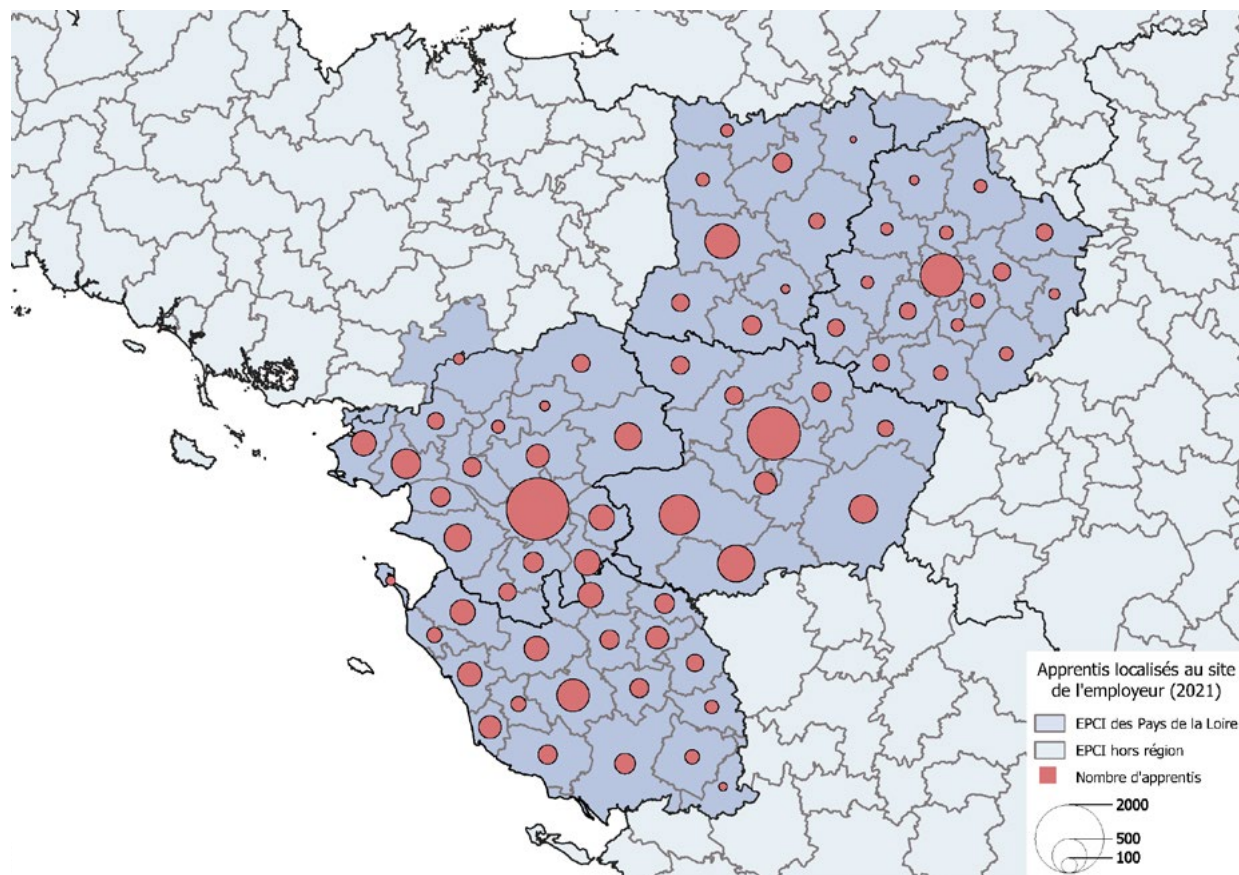 Apprentis localisés au site
de l'employeur (2021)
EPCI des Pays de la Loire
EPCI hors région
Nombre d'apprentis
2000
500
100